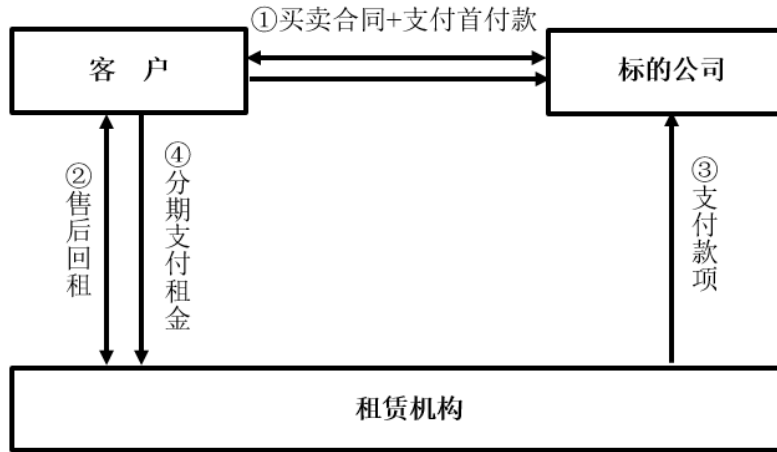 ①买卖合同+支付首付款
客 户
标的公司
②售后回租
④分期支付租金
③支付款项
租赁机构